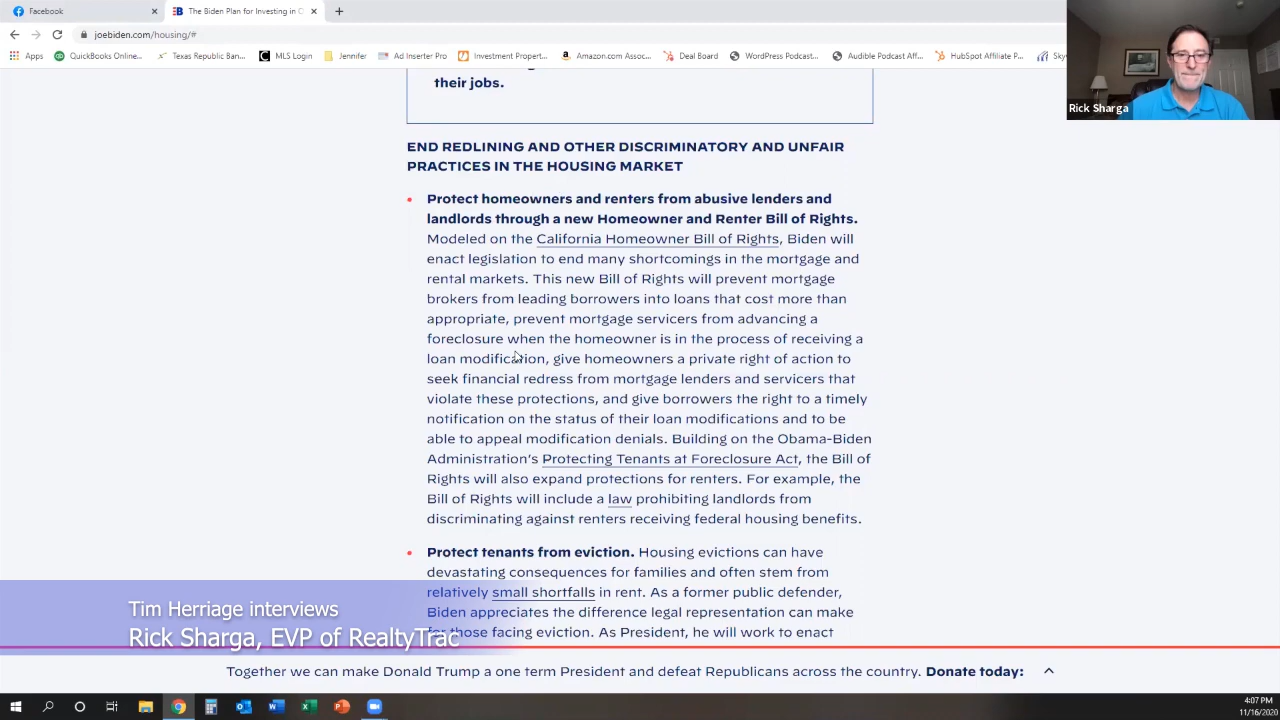 Facebook
The Biden Plan for Investing in
joebiden.com/housing/#
Apps
QuickBooks Online...
Texas Republic Ban...
MLS Login
Jennifer
Ad Inserter Pro
Investment Propert...
Amazon.com Assoc...
Deal Board
WordPress Podcast...
Audible Podcast Aff...
HubSpot Affiliate P...
Rick Sharga
their jobs.
END REDLINING AND OTHER DISCRIMINATORY AND UNFAIR
PRACTICES IN THE HOUSING MARKET
Protect homeowners and renters from abusive lenders and
landlords through a new Homeowner and Renter Bill of Rights.
Modeled on the California Homeowner Bill of Rights, Biden will
enact legislation to end many shortcomings in the mortgage and
rental markets. This new Bill of Rights will prevent mortgage
brokers from leading borrowers into loans that cost more than
appropriate, prevent mortgage servicers from advancing a
foreclosure when the homeowner is in the process of receiving a
loan modification, give homeowners a private right of action to
seek financial redress from mortgage lenders and servicers that
violate these protections, and give borrowers the right to a timely
notification on the status of their loan modifications and to be
able to appeal modification denials. Building on the Obama-Biden
Administration's Protecting Tenants at Foreclosure Act, the Bill of
Rights will also expand protections for renters. For example, the
Bill of Rights will include a law prohibiting landlords from
discriminating against renters receiving federal housing benefits.
Protect tenants from eviction. Housing evictions can have
devastating consequences for families and often stem from
relatively small shortfalls in rent. As a former public defender,
Biden appreciates the difference legal representation can make
for those facing eviction. As President, he will work to enact
Tim Herriage interviews
Rick Sharga, EVP of RealtyTrac
Together we can make Donald Trump a one term President and defeat Republicans across the country. Donate today:
4:07 PM
11/16/2020